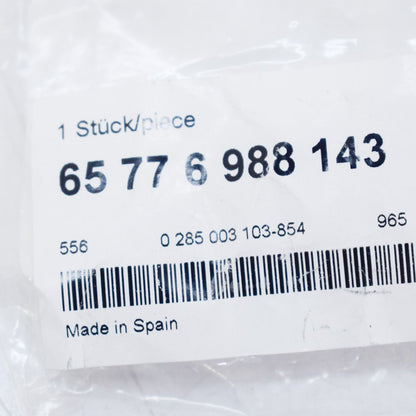 1 Stück/piece
65 77 6 988 143
556 0 285 003 103-854 965
Made in Spain